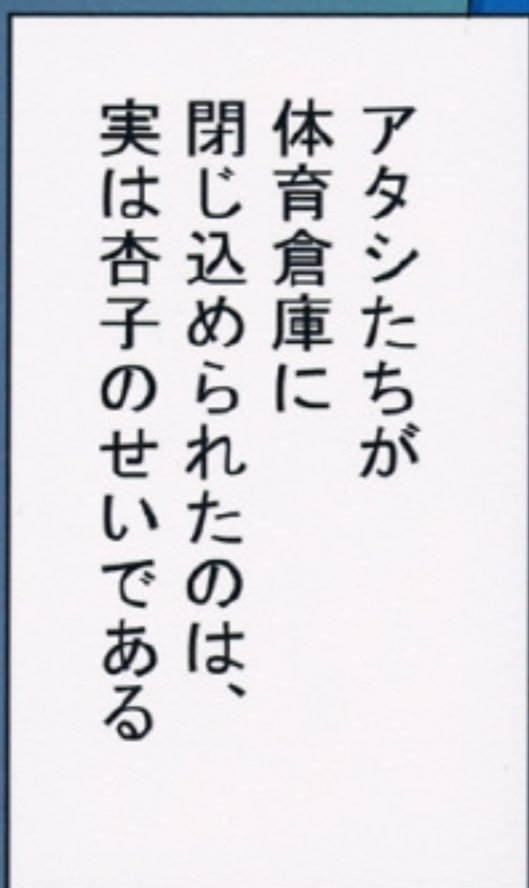 アタシたちが
体育倉庫に
閉じ込められたのは、
実は杏子のせいである